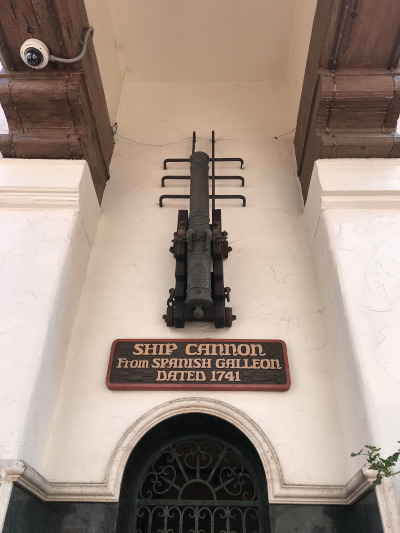 SHIP CANNON
From SPANISH GALLEON
DATED 1741